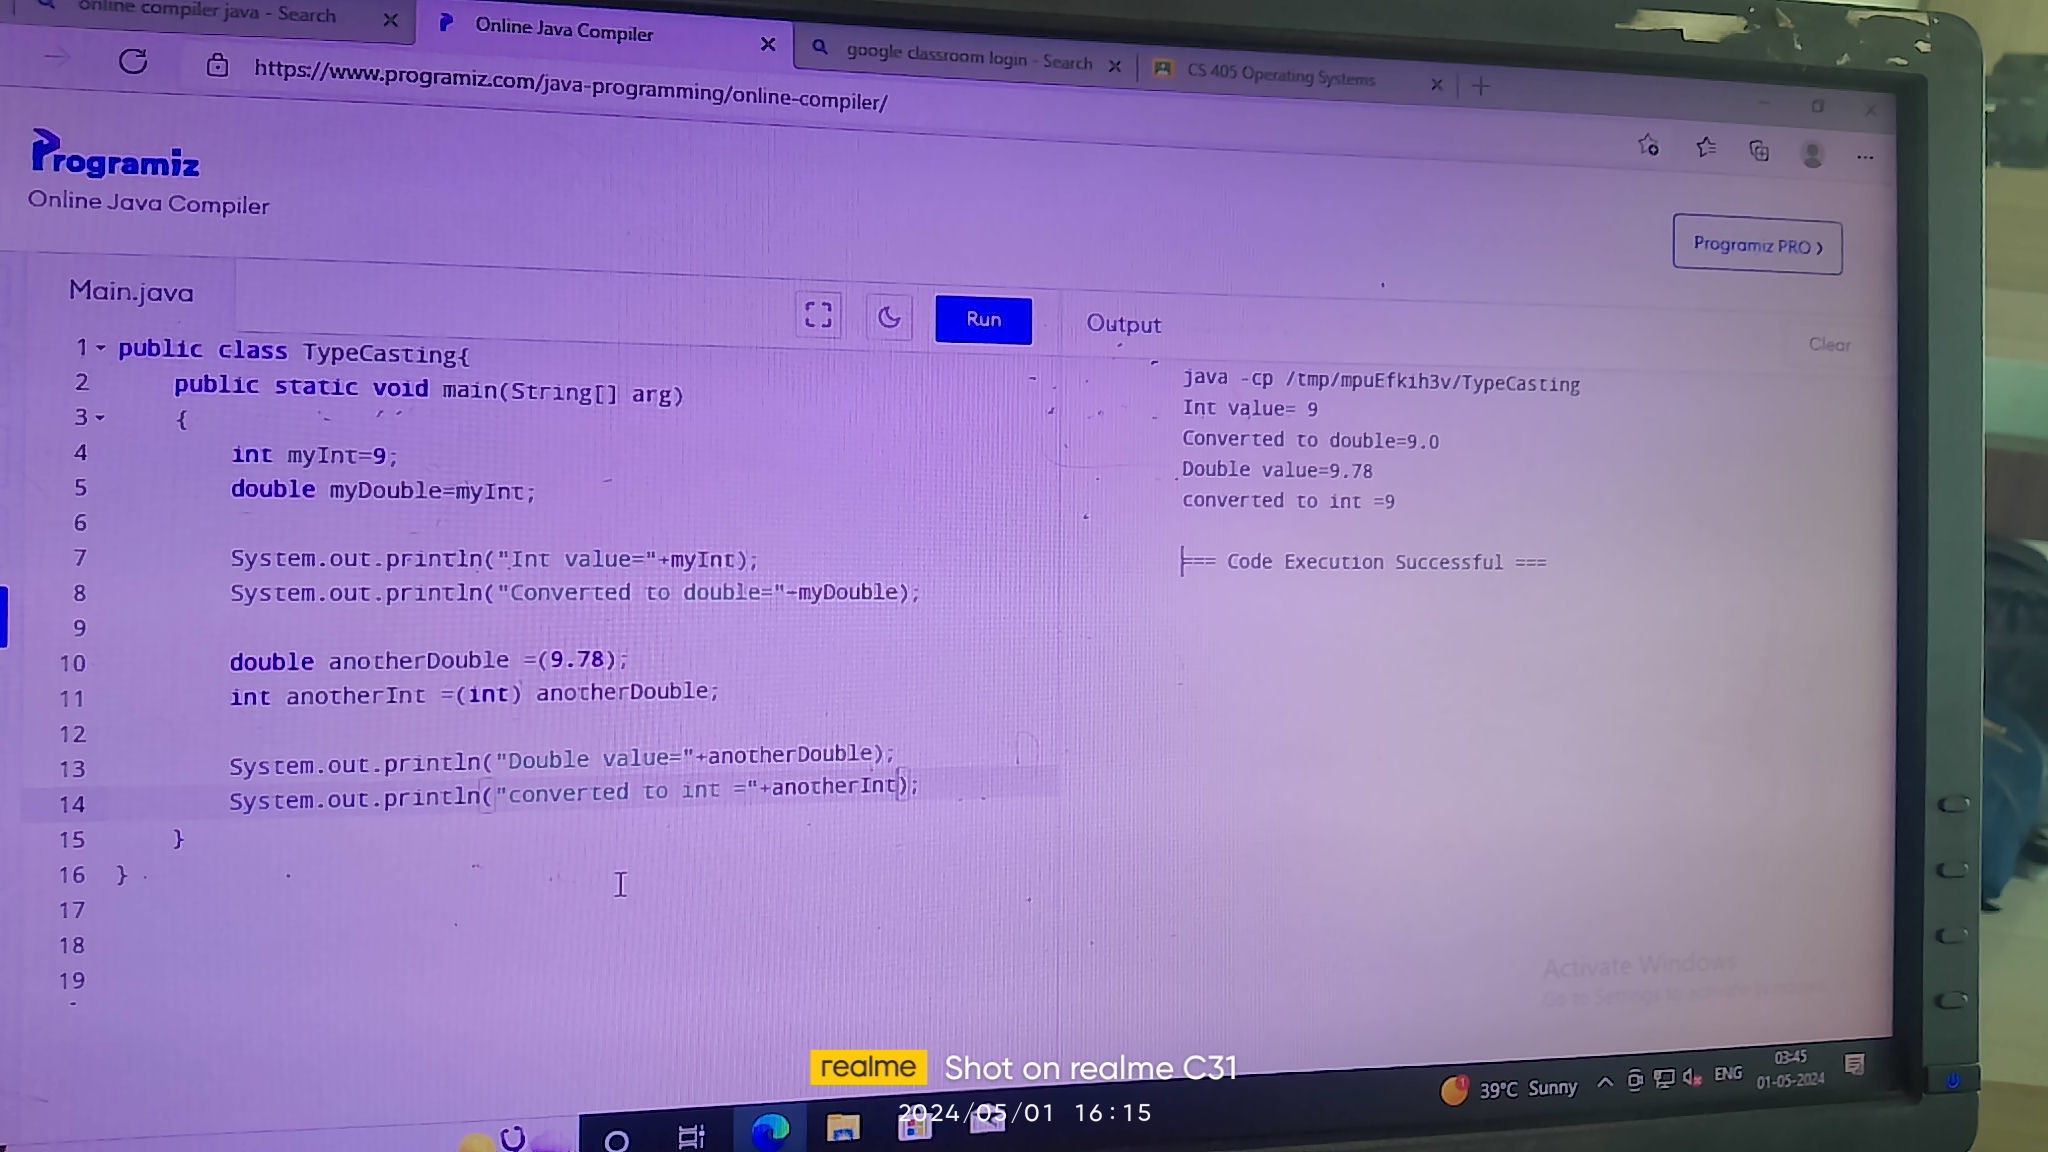 online compiler java - Search
Online Java Compiler
google classroom login - Search
CS 405 Operating Systems
https://www.programiz.com/java-programming/online-compiler/
Programiz
Online Java Compiler
Programiz PRO ❯
Main.java
Run
Output
Clear
1 public class TypeCasting{
2 public static void main(String[] arg)
3 {
4 int myInt=9;
5 double myDouble=myInt;
6
7 System.out.println("Int value="+myInt);
8 System.out.println("Converted to double="+myDouble);
9
10 double anotherDouble =(9.78);
11 int anotherInt =(int) anotherDouble;
12
13 System.out.println("Double value="+anotherDouble);
14 System.out.println("converted to int ="+anotherInt);
15 }
16 }
17
18
19
java -cp /tmp/mpuEfkih3v/TypeCasting
Int value= 9
Converted to double=9.0
Double value=9.78
converted to int =9
=== Code Execution Successful ===
Activate Windows
Go to Settings to activate Windows.
realme Shot on realme C31
2024/05/01 16:15
39°C Sunny
ENG
03:45
01-05-2024